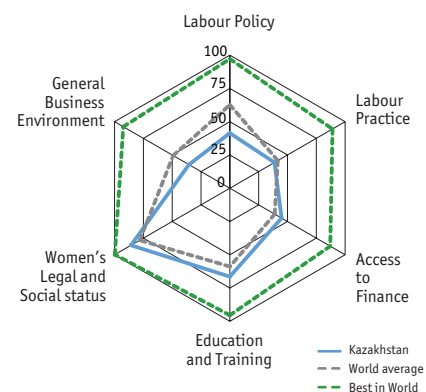 Labour Policy
100
75
50
25
0
General
Business
Environment
Labour
Practice
Women's
Legal and
Social status
Access
to
Finance
Education
and Training
Kazakhstan
World average
Best in World